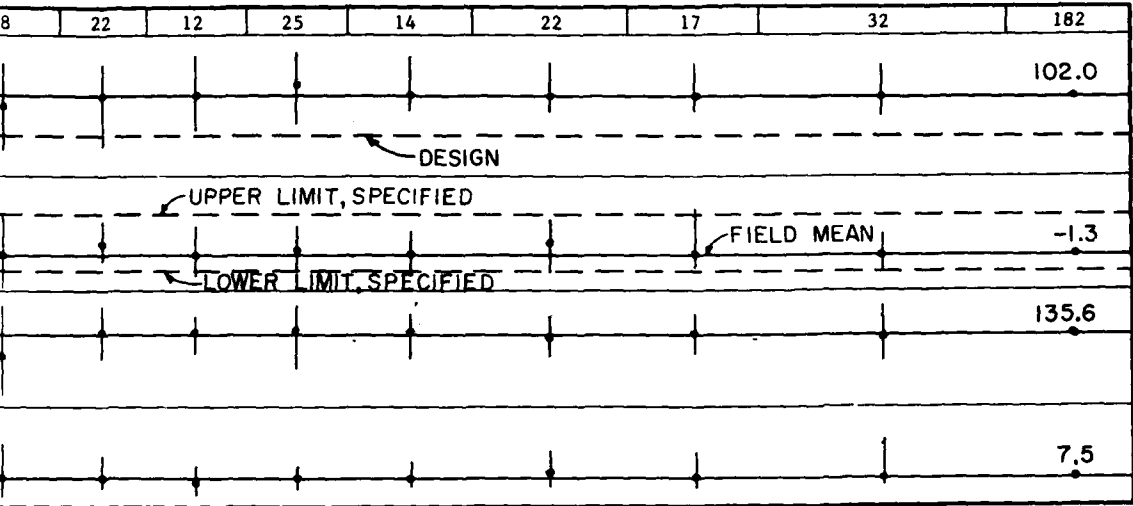 8 22 12 25 14 22 17 32 182
102.0
DESIGN
UPPER LIMIT, SPECIFIED
FIELD MEAN -1.3
LOWER LIMIT, SPECIFIED
135.6
7.5